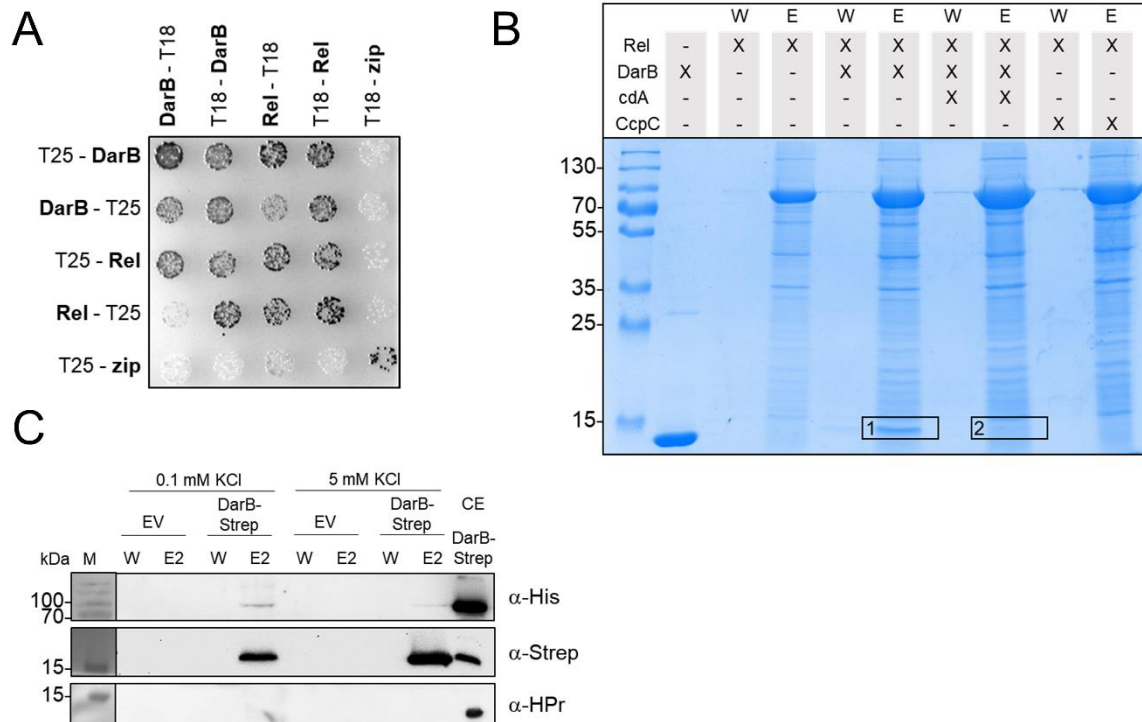 A
DarB - T18
T18 - DarB
Rel - T18
T18 - Rel
T18 - zip
T25 - DarB
DarB - T25
T25 - Rel
Rel - T25
T25 - zip
B
W E W E W E W E
Rel - X X X X X X X X
DarB X - - X X X X - -
cdA - - - - - X X - -
CcpC - - - - - - - X X
130
70
55
35
25
15
1
2
C
0.1 mM KCl 5 mM KCl
EV DarB-Strep EV DarB-Strep CE DarB-Strep
kDa M W E2 W E2 W E2 W E2
100
70
α-His
15
α-Strep
15
α-HPr